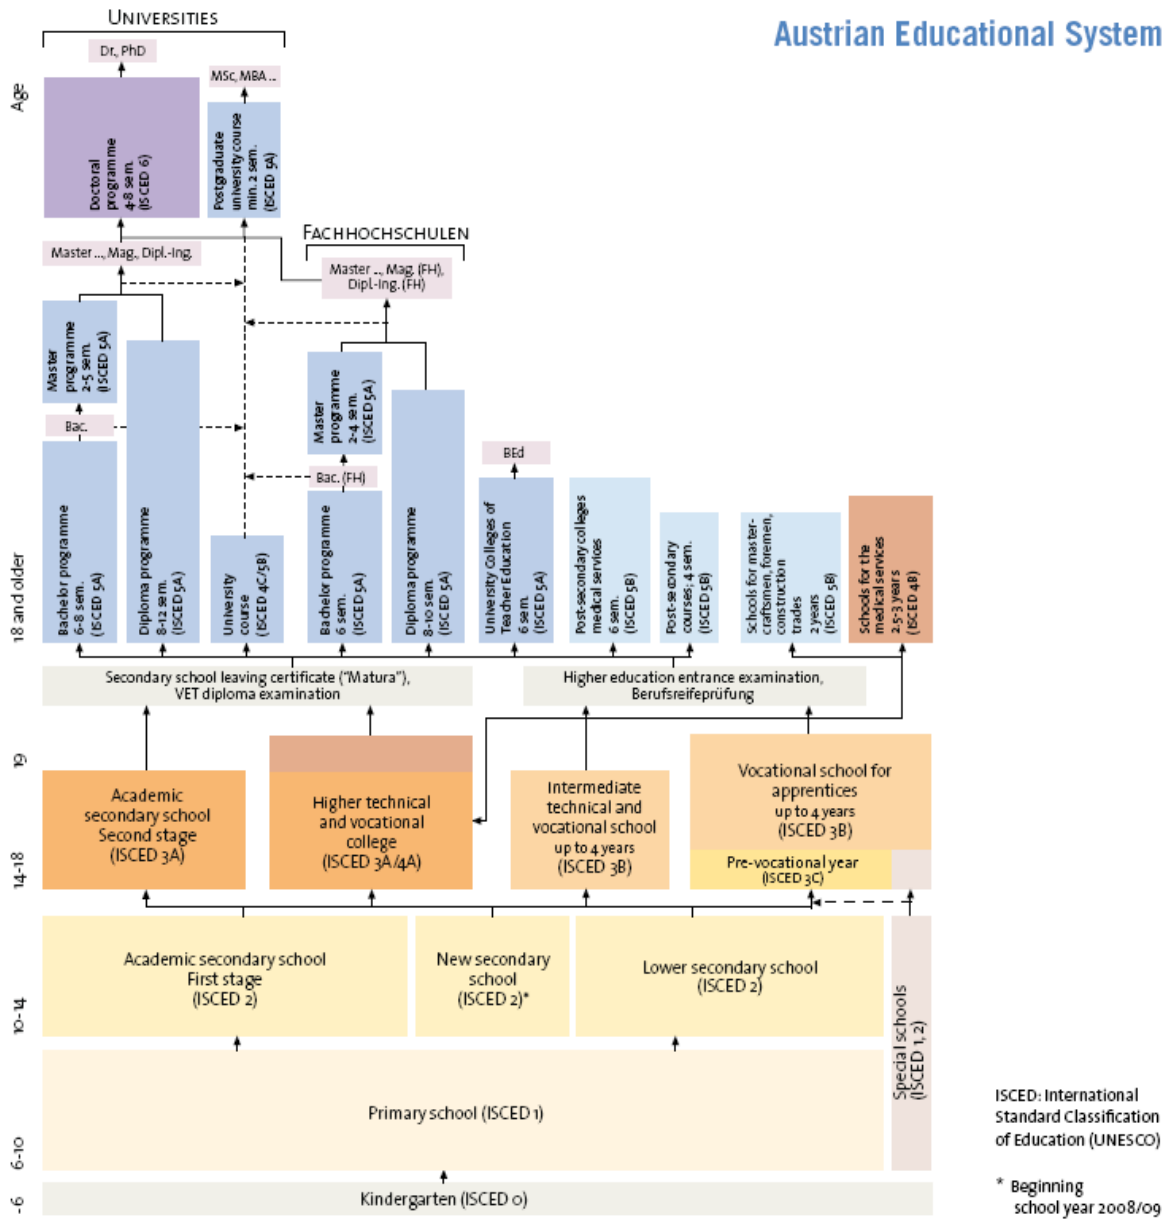 Austrian Educational System
UNIVERSITIES
Dr., PhD
MSc, MBA ...
Age
Doctoral
programme
4-8 sem.
(ISCED 6)
Postgraduate
university course
min. 2 sem.
(ISCED 5A)
FACHHOCHSCHULEN
Master ..., Mag., Dipl.-Ing.
Master ..., Mag. (FH),
Dipl.-Ing. (FH)
Master
programme
2-5 sem.
(ISCED 5A)
Bac.
Master
programme
2-4 sem.
(ISCED 5A)
Bac. (FH)
BEd
18 and older
Bachelor programme
6-8 sem.
(ISCED 5A)
Diploma programme
8-12 sem.
(ISCED 5A)
University
course
(ISCED 4C/5B)
Bachelor programme
6 sem.
(ISCED 5A)
Diploma programme
8-10 sem.
(ISCED 5A)
University Colleges of
Teacher Education
6 sem.
(ISCED 5A)
Post-secondary colleges
medical services
6 sem.
(ISCED 5B)
Post-secondary
courses; 4 sem.
(ISCED 5B)
Schools for master-
craftsmen, foremen,
construction
trades
2 years
(ISCED 5B)
Schools for the
medical services
2.5-3 years
(ISCED 4B)
Secondary school leaving certificate ("Matura"),
VET diploma examination
Higher education entrance examination,
Berufsreifeprüfung
19
14-18
Academic
secondary school
Second stage
(ISCED 3A)
Higher technical
and vocational
college
(ISCED 3A/4A)
Intermediate
technical and
vocational school
up to 4 years
(ISCED 3B)
Vocational school for
apprentices
up to 4 years
(ISCED 3B)
Pre-vocational year
(ISCED 3C)
10-14
Academic secondary school
First stage
(ISCED 2)
New secondary
school
(ISCED 2)*
Lower secondary school
(ISCED 2)
Special schools
(ISCED 1, 2)
6-10
Primary school (ISCED 1)
- 6
Kindergarten (ISCED 0)
ISCED: International
Standard Classification
of Education (UNESCO)
* Beginning
school year 2008/09